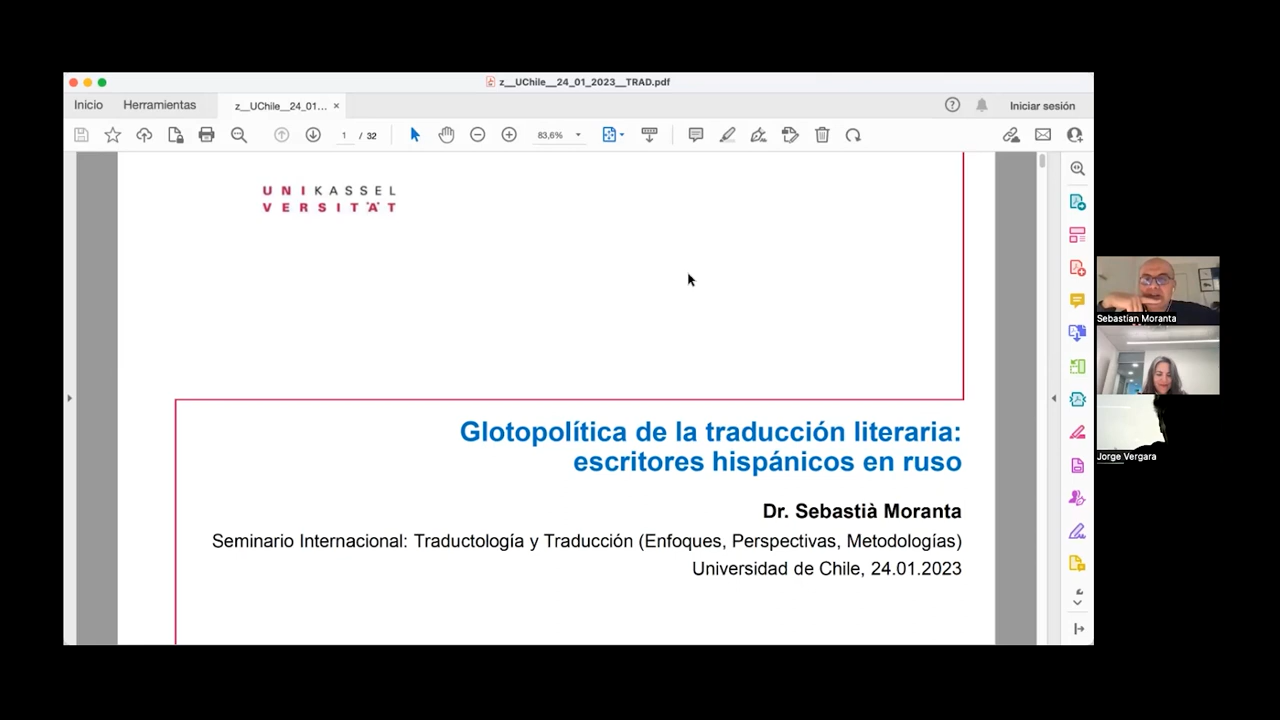 z__UChile__24_01_2023__TRAD.pdf
Inicio Herramientas z__UChile__24_01... × Iniciar sesión
1 / 32 83,6%
UNIKASSEL
VERSITÄT
Glotopolítica de la traducción literaria:
escritores hispánicos en ruso
Dr. Sebastià Moranta
Seminario Internacional: Traductología y Traducción (Enfoques, Perspectivas, Metodologías)
Universidad de Chile, 24.01.2023
Sebastian Moranta
Jorge Vergara